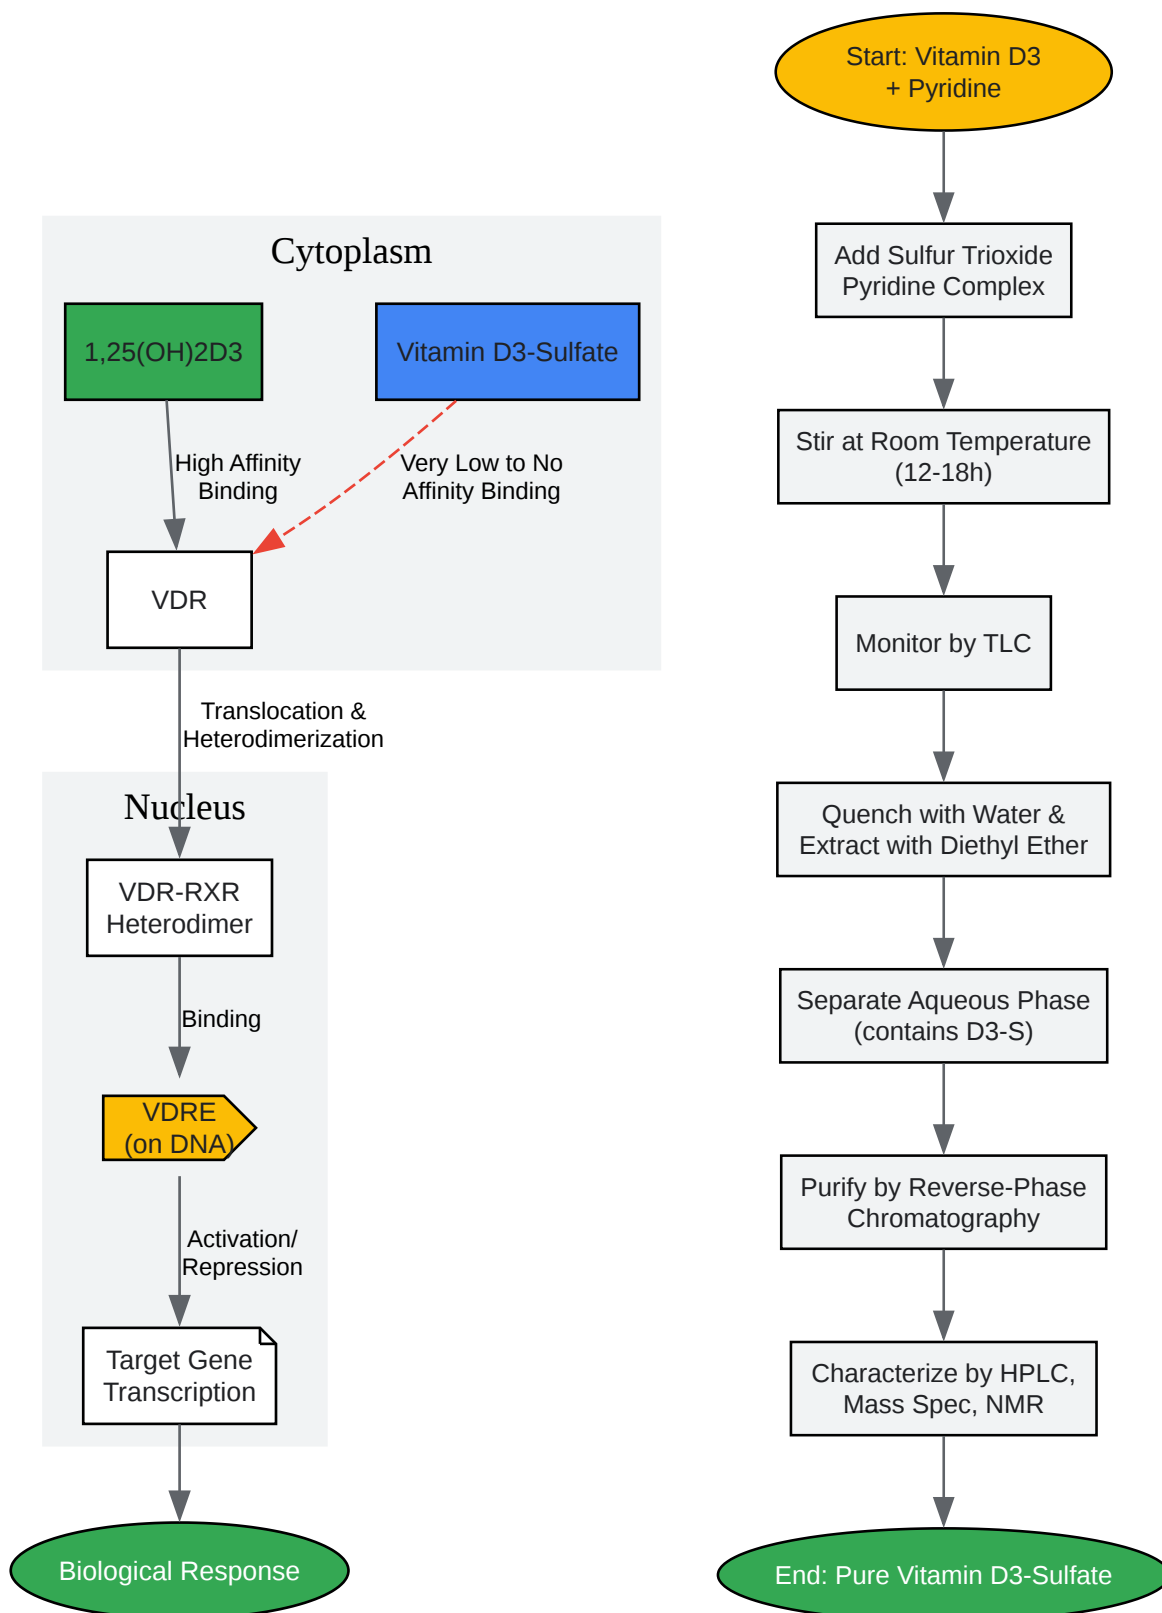 Cytoplasm
1,25(OH)2D3
Vitamin D3-Sulfate
High Affinity
Binding
Very Low to No
Affinity Binding
VDR
Translocation &
Heterodimerization
Nucleus
VDR-RXR
Heterodimer
Binding
VDRE
(on DNA)
Activation/
Repression
Target Gene
Transcription
Biological Response
Start: Vitamin D3
+ Pyridine
Add Sulfur Trioxide
Pyridine Complex
Stir at Room Temperature
(12-18h)
Monitor by TLC
Quench with Water &
Extract with Diethyl Ether
Separate Aqueous Phase
(contains D3-S)
Purify by Reverse-Phase
Chromatography
Characterize by HPLC,
Mass Spec, NMR
End: Pure Vitamin D3-Sulfate